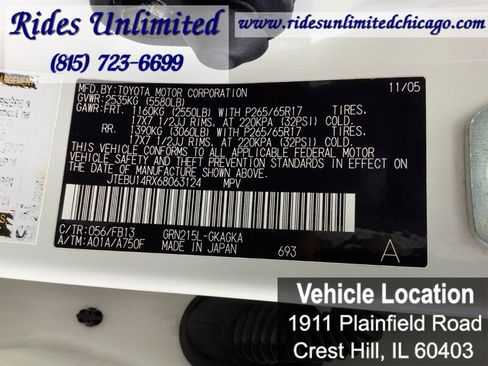 Rides Unlimited
www.ridesunlimitedchicago.com
(815) 723-6699
MFD.BY:TOYOTA MOTOR CORPORATION 11/05
GVWR:2535KG (5580LB)
GAWR:FRT. 1160KG (2550LB) WITH P265/65R17 TIRES.
17X7 1/2JJ RIMS. AT 220KPA (32PSI) COLD.
RR. 1390KG (3060LB) WITH P265/65R17 TIRES.
17X7 1/2JJ RIMS. AT 220KPA (32PSI) COLD.
THIS VEHICLE CONFORMS TO ALL APPLICABLE FEDERAL MOTOR
VEHICLE SAFETY AND BUMPER STANDARDS IN EFFECT ON
THE DATE OF MANUFACTURE SHOWN ABOVE.
JTEBU14RX68063124 MPV
C/TR:056/FB13 GRN215L-GKAGKA
A/TM:A01A/A750F MADE IN JAPAN 693 A
Vehicle Location
1911 Plainfield Road
Crest Hill, IL 60403